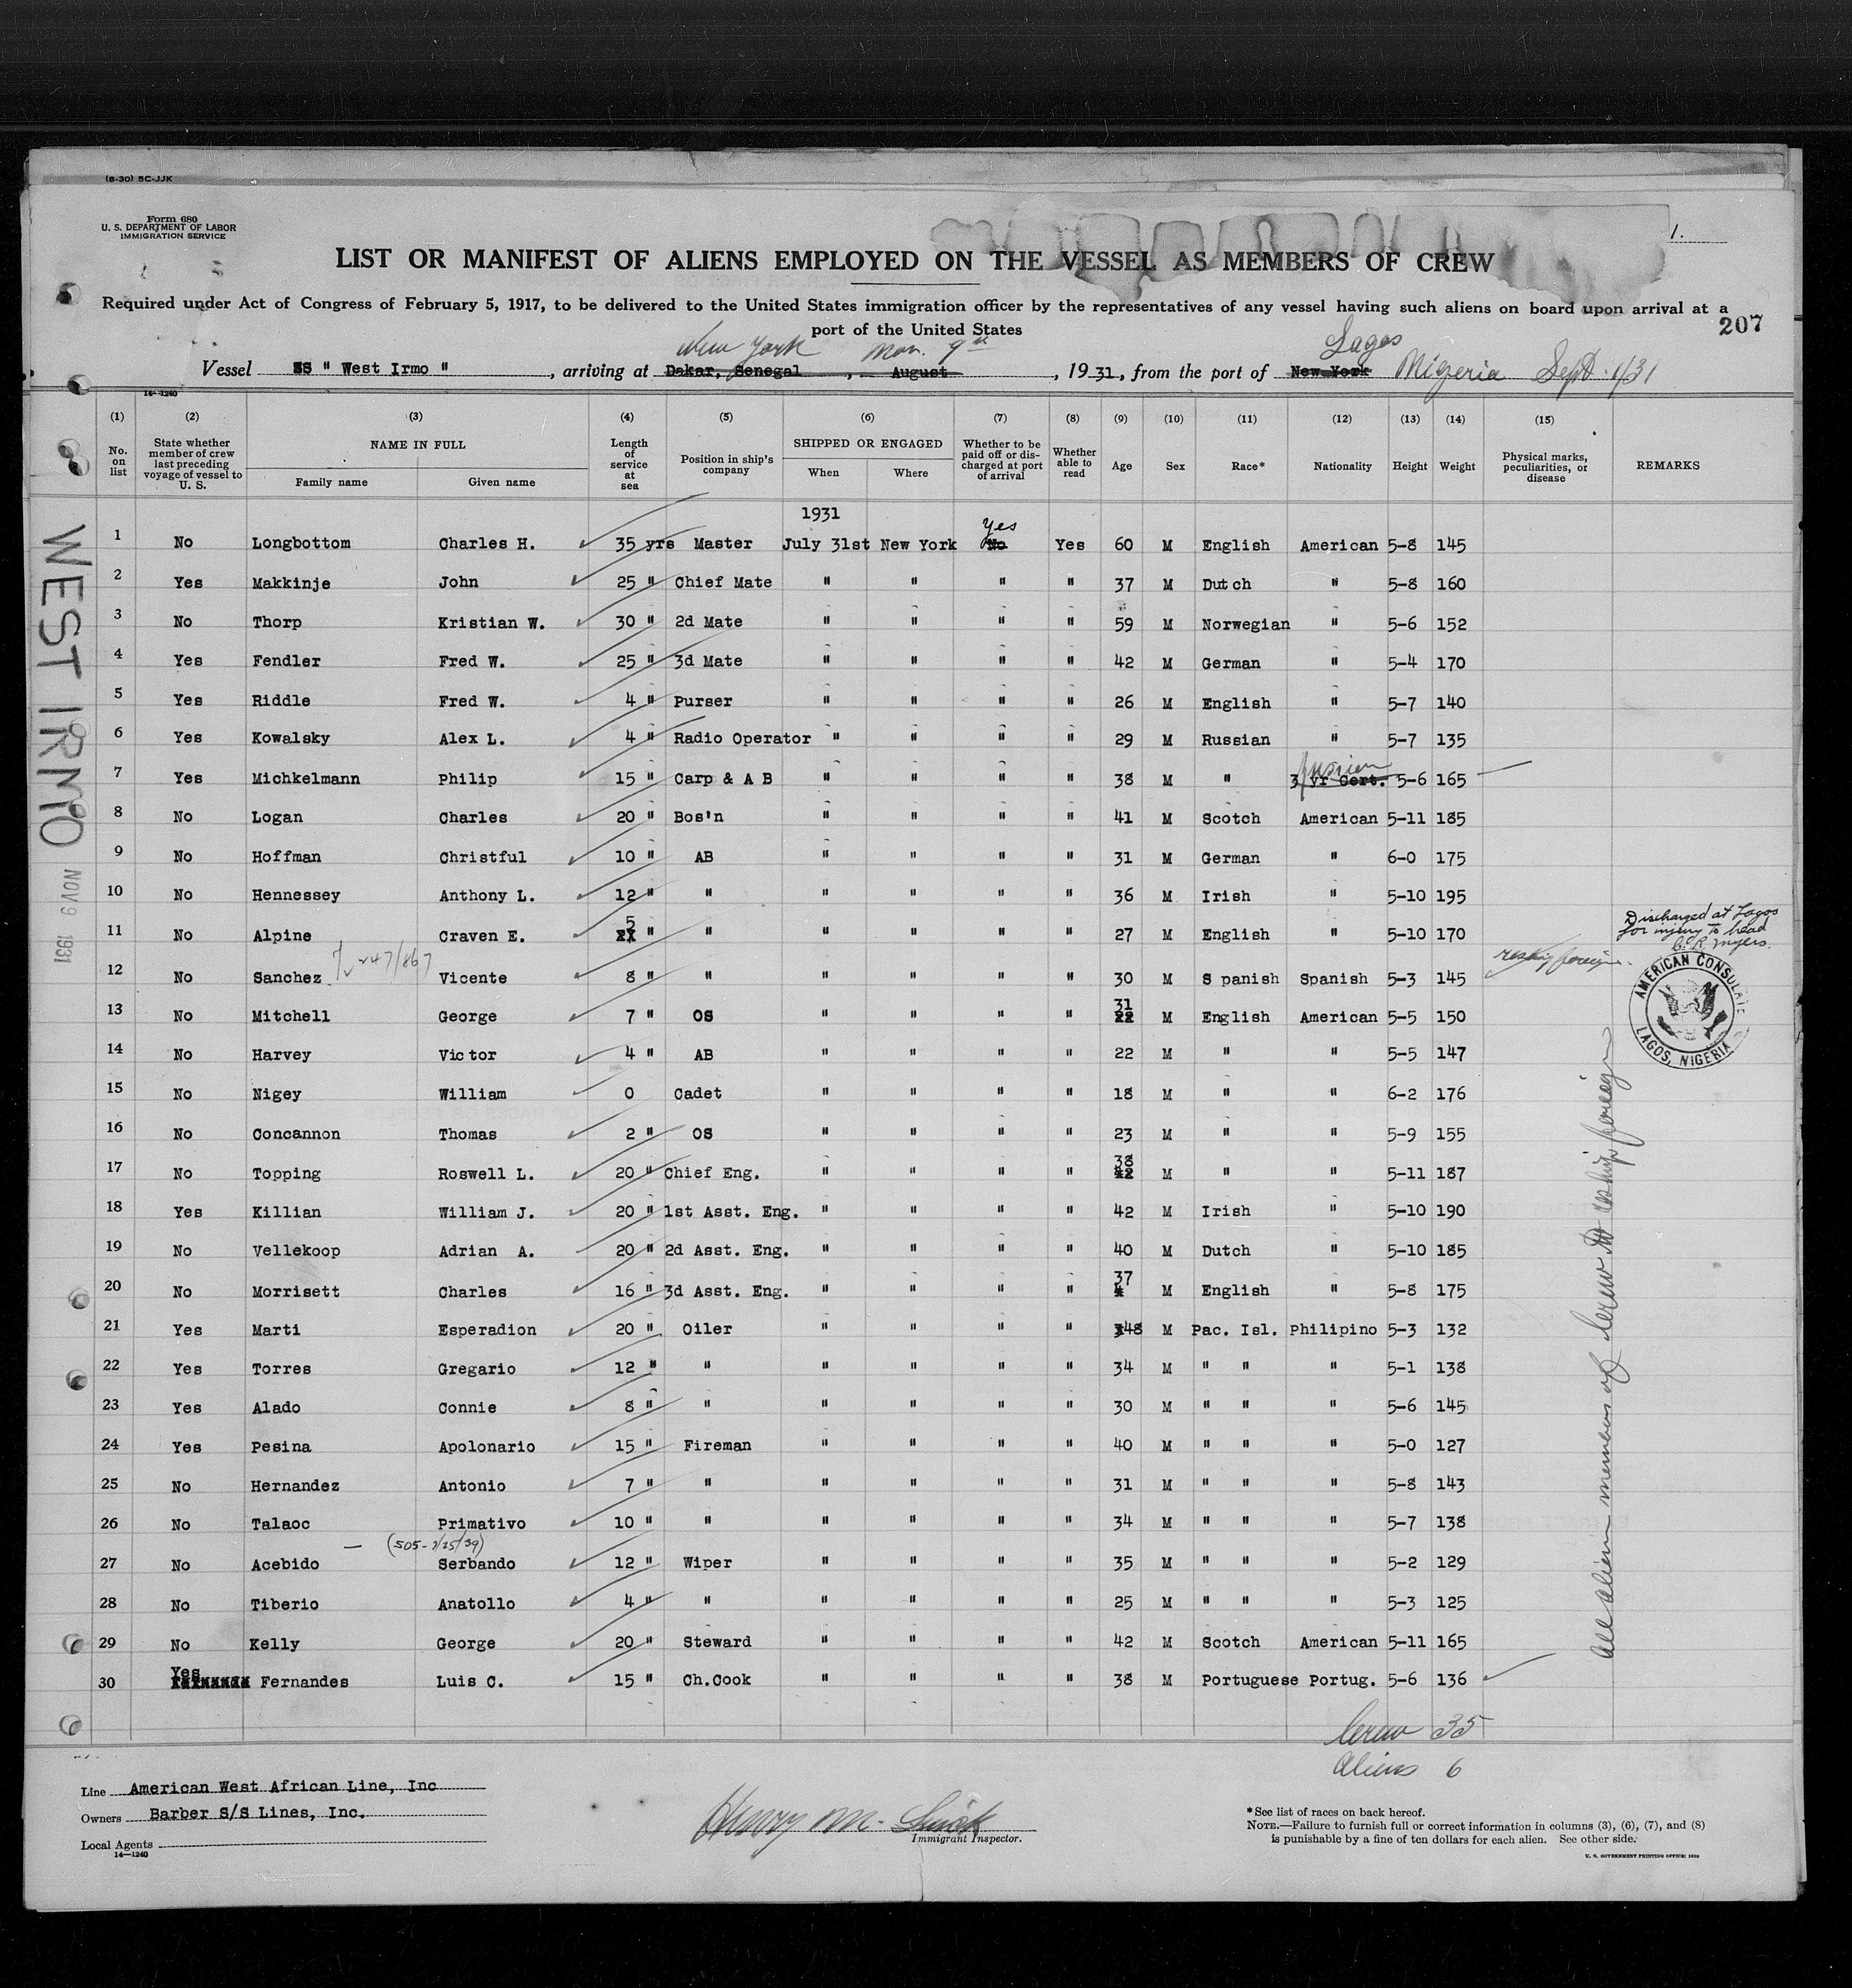 (8-30) 5C-JJK
Form 680
U. S. DEPARTMENT OF LABOR
IMMIGRATION SERVICE
1.
LIST OR MANIFEST OF ALIENS EMPLOYED ON THE VESSEL AS MEMBERS OF CREW
Required under Act of Congress of February 5, 1917, to be delivered to the United States immigration officer by the representatives of any vessel having such aliens on board upon arrival at a
port of the United States
207
New York Nov. 9th Lagos
Vessel SS " West Irmo ", arriving at Dakar, Senegal, August, 1931, from the port of New York Nigeria Sept. 1/31
14-1240
(1) (2) (3) (4) (5) (6) (7) (8) (9) (10) (11) (12) (13) (14) (15)
No. on list State whether member of crew last preceding voyage of vessel to U. S. NAME IN FULL Family name Given name Length of service at sea Position in ship's company SHIPPED OR ENGAGED When Where Whether to be paid off or discharged at port of arrival Whether able to read Age Sex Race* Nationality Height Weight Physical marks, peculiarities, or disease REMARKS
1931
Yes
1 No Longbottom Charles H. 35 yrs Master July 31st New York No Yes 60 M English American 5-8 145
2 Yes Makkinje John 25 " Chief Mate " " " " 37 M Dutch " 5-8 160
3 No Thorp Kristian W. 30 " 2d Mate " " " " 59 M Norwegian " 5-6 152
4 Yes Fendler Fred W. 25 " 3d Mate " " " " 42 M German " 5-4 170
5 Yes Riddle Fred W. 4 " Purser " " " " 26 M English " 5-7 140
6 Yes Kowalsky Alex L. 4 " Radio Operator " " " " 29 M Russian " 5-7 135
7 Yes Michkelmann Philip 15 " Carp & A B " " " " 38 M " 3 yr Cert. 5-6 165
8 No Logan Charles 20 " Bos'n " " " " 41 M Scotch American 5-11 185
9 No Hoffman Christful 10 " AB " " " " 31 M German " 6-0 175
10 No Hennessey Anthony L. 12 " " " " " " 36 M Irish " 5-10 195
11 No Alpine Craven E. 5 " " " " " " 27 M English " 5-10 170
Discharged at Lagos
for injury to head
C. R. Myers.
12 No Sanchez Vicente 8 " " " " " " 30 M S panish Spanish 5-3 145 foreign.
AMERICAN CONSULATE
LAGOS, NIGERIA
31
13 No Mitchell George 7 " OS " " " " 22 M English American 5-5 150
14 No Harvey Victor 4 " AB " " " " 22 M " " 5-5 147
15 No Nigey William 0 Cadet " " " " 18 M " " 6-2 176
16 No Concannon Thomas 2 " OS " " " " 23 M " " 5-9 155
38
17 No Topping Roswell L. 20 " Chief Eng. " " " " 42 M " " 5-11 187
18 Yes Killian William J. 20 " 1st Asst. Eng. " " " " 42 M Irish " 5-10 190
19 No Vellekoop Adrian A. 20 " 2d Asst. Eng. " " " " 40 M Dutch " 5-10 185
37
20 No Morrisett Charles 16 " 3d Asst. Eng. " " " " 4 M English " 5-8 175
21 Yes Marti Esperadion 20 " Oiler " " " " 48 M Pac. Isl. Philipino 5-3 132
22 Yes Torres Gregario 12 " " " " " " 34 M " " " 5-1 138
23 Yes Alado Connie 8 " " " " " " 30 M " " " 5-6 145
24 Yes Pesina Apolonario 15 " Fireman " " " " 40 M " " " 5-0 127
25 No Hernandez Antonio 7 " " " " " " 31 M " " " 5-8 143
26 No Talaoc Primativo 10 " " " " " " 34 M " " " 5-7 138
27 No Acebido Serbando 12 " Wiper " " " " 35 M " " " 5-2 129
28 No Tiberio Anatollo 4 " " " " " " 25 M " " " 5-3 125
29 No Kelly George 20 " Steward " " " " 42 M Scotch American 5-11 165
Yes
30 Fernandes Luis C. 15 " Ch.Cook " " " " 38 M Portuguese Portug. 5-6 136
All alien members of Crew to reship foreign
WEST IRMO
NOV 9 1931
Crew 35
Aliens 6
Line American West African Line, Inc
Owners Barber S/S Lines, Inc.
Local Agents
14-1240
Henry M.
Immigrant Inspector.
*See list of races on back hereof.
NOTE.—Failure to furnish full or correct information in columns (3), (6), (7), and (8)
is punishable by a fine of ten dollars for each alien. See other side.
U. S. GOVERNMENT PRINTING OFFICE: 1930